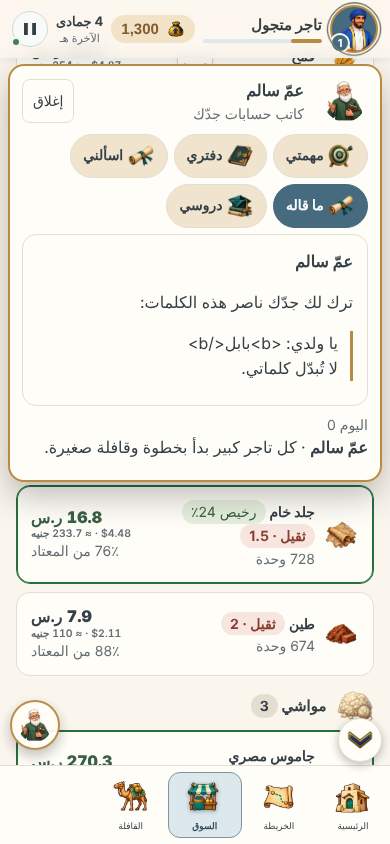 تاجر متجول
1,300
4 جمادى
الآخرة هـ
1
قمح
عمّ سالم
كاتب حسابات جدّك
إغلاق
مهمتي
دفتري
اسألني
ما قاله
دروسي
عمّ سالم
ترك لك جدّك ناصر هذه الكلمات:
يا ولدي: <b>بابل</b>
لا تُبدّل كلماتي.
اليوم 0
عمّ سالم · كل تاجر كبير بدأ بخطوة وقافلة صغيرة.
جلد خام رخيص 24٪
ثقيل · 1.5
728 وحدة
16.8 ر.س
$4.48 · ≈ 233.7 جنيه
76٪ من المعتاد
طين ثقيل · 2
674 وحدة
7.9 ر.س
$2.11 · ≈ 110 جنيه
88٪ من المعتاد
مواشي 3
جاموس مصري
270.3 ر.س
الرئيسية
الخريطة
السوق
القافلة